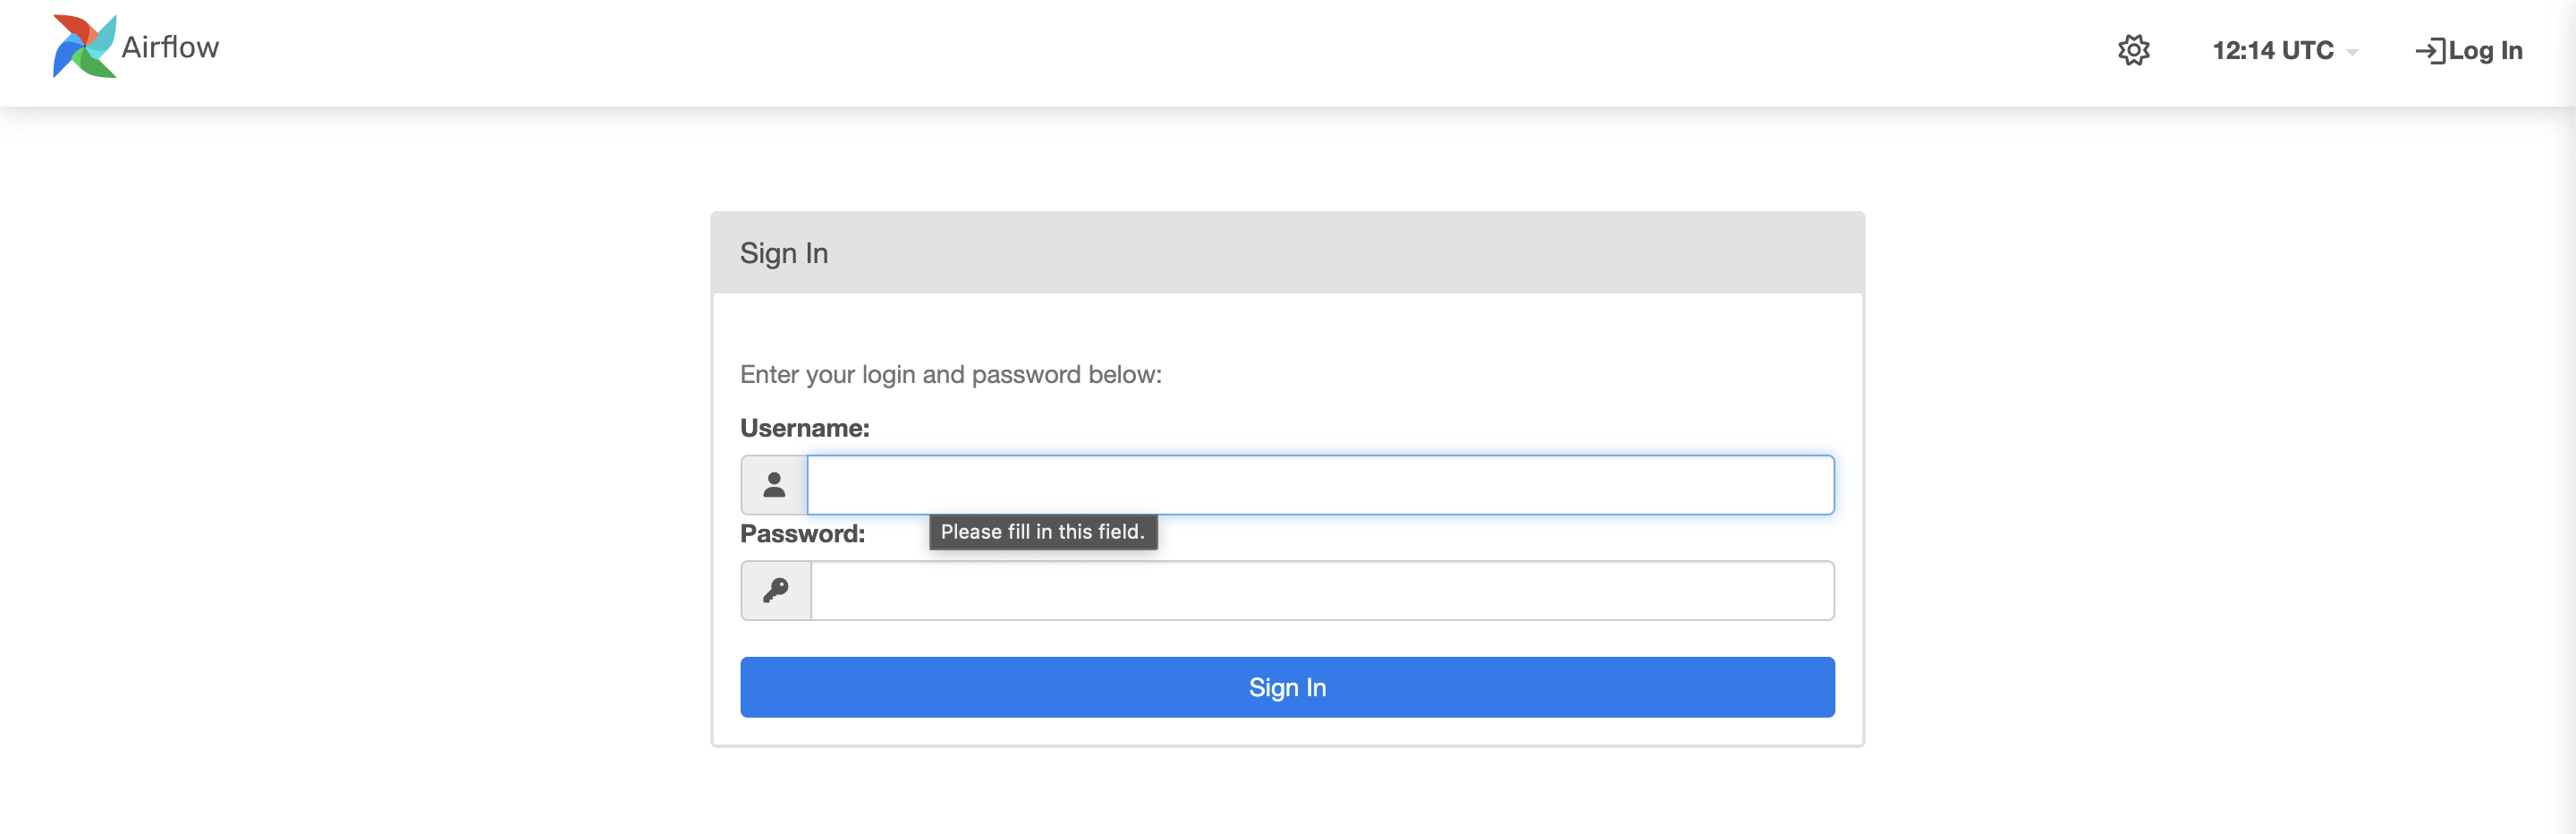 Airflow
12:14 UTC
Log In
Sign In
Enter your login and password below:
Username:
Please fill in this field.
Password:
Sign In